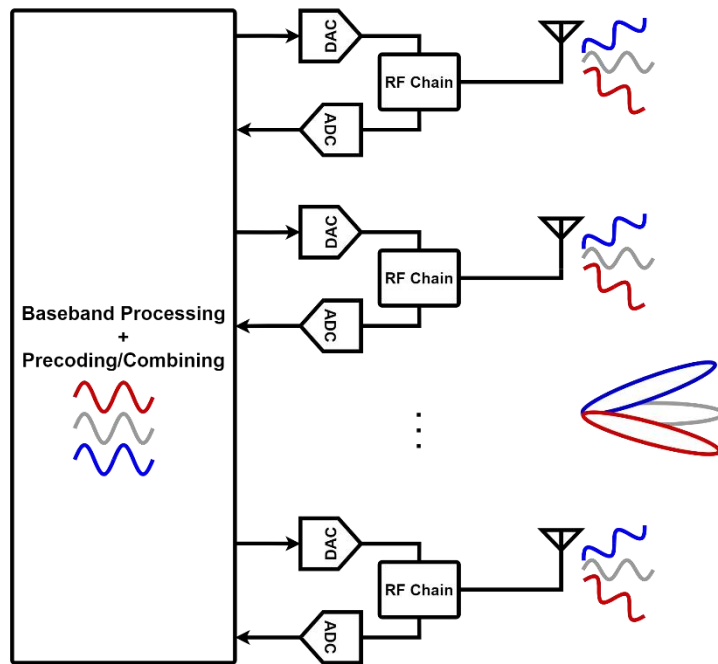 DAC
RF Chain
ADC
DAC
RF Chain
ADC
Baseband Processing
+
Precoding/Combining
DAC
RF Chain
ADC